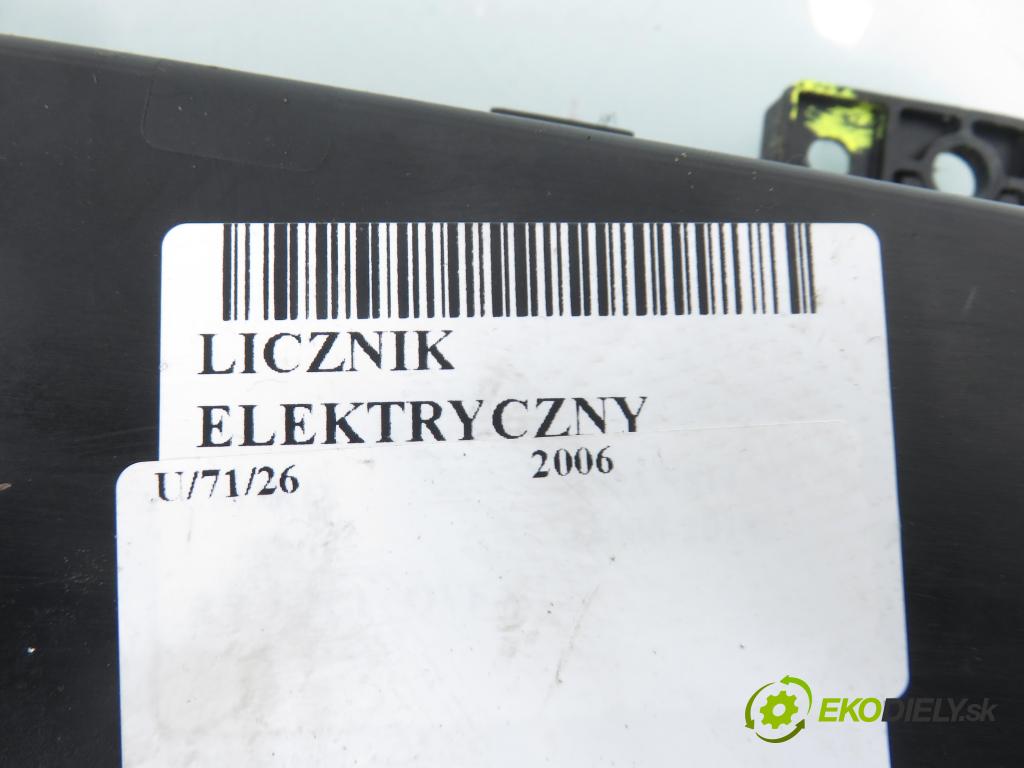 LICZNIK
ELEKTRYCZNY
U/71/26 2006
EKODIELY.sk